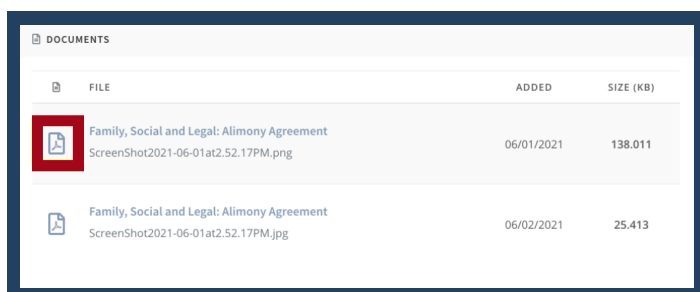 DOCUMENTS
FILE ADDED SIZE (KB)
Family, Social and Legal: Alimony Agreement
ScreenShot2021-06-01at2.52.17PM.png
06/01/2021 138.011
Family, Social and Legal: Alimony Agreement
ScreenShot2021-06-01at2.52.17PM.jpg
06/02/2021 25.413